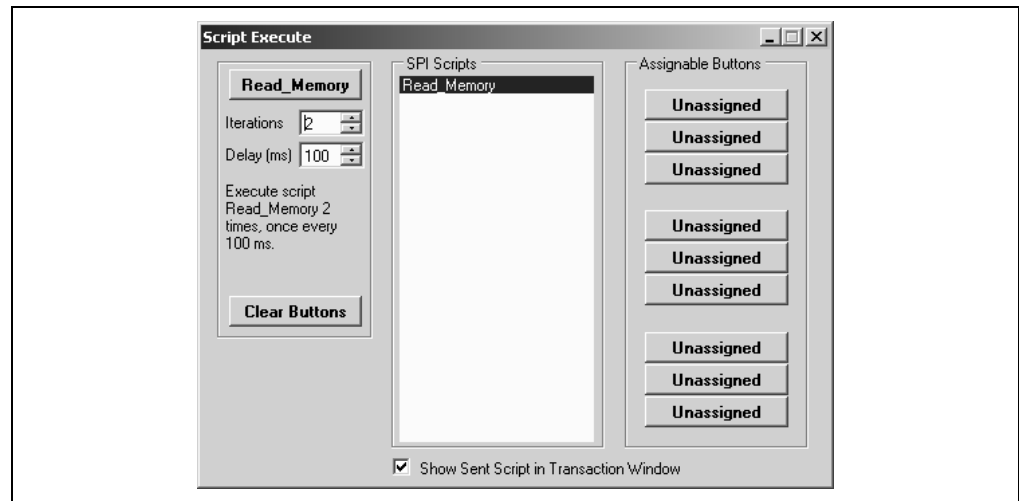 Script Execute
Read_Memory
Iterations 2
Delay (ms) 100
Execute script
Read_Memory 2
times, once every
100 ms.
Clear Buttons
SPI Scripts
Read_Memory
Assignable Buttons
Unassigned
Unassigned
Unassigned
Unassigned
Unassigned
Unassigned
Unassigned
Unassigned
Unassigned
Show Sent Script in Transaction Window